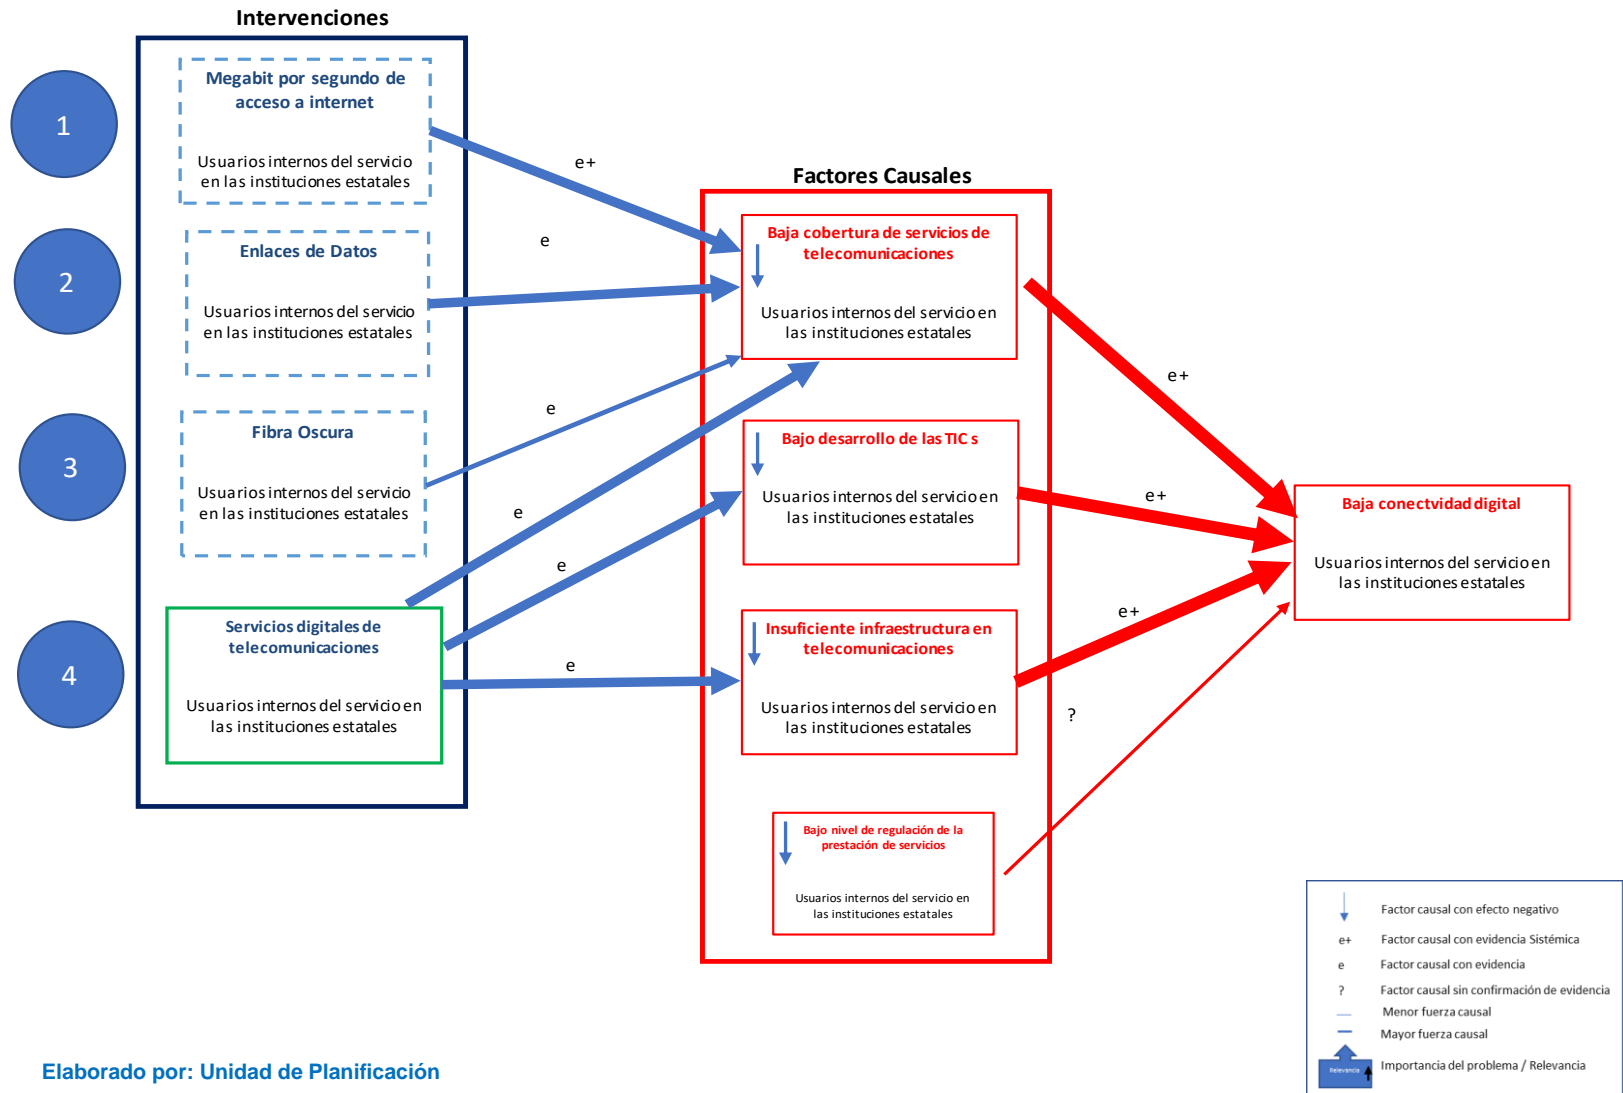 Intervenciones
1
Megabit por segundo de
acceso a internet
Usuarios internos del servicio
en las instituciones estatales
2
Enlaces de Datos
Usuarios internos del servicio
en las instituciones estatales
3
Fibra Oscura
Usuarios internos del servicio
en las instituciones estatales
4
Servicios digitales de
telecomunicaciones
Usuarios internos del servicio en
las instituciones estatales
e+
e
e
e
e
e
Factores Causales
Baja cobertura de servicios de
telecomunicaciones
Usuarios internos del servicio en
las instituciones estatales
Bajo desarrollo de las TIC s
Usuarios internos del servicio en
las instituciones estatales
Insuficiente infraestructura en
telecomunicaciones
Usuarios internos del servicio en
las instituciones estatales
Bajo nivel de regulación de la
prestación de servicios
Usuarios internos del servicio en
las instituciones estatales
e+
e+
e+
?
Baja conectvidad digital
Usuarios internos del servicio en
las instituciones estatales
Factor causal con efecto negativo
e+ Factor causal con evidencia Sistémica
e Factor causal con evidencia
? Factor causal sin confirmación de evidencia
Menor fuerza causal
Mayor fuerza causal
Relevancia Importancia del problema / Relevancia
Elaborado por: Unidad de Planificación